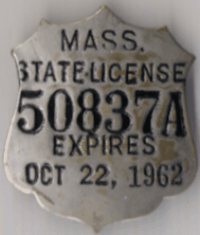 MASS.
STATE LICENSE
50837A
EXPIRES
OCT 22, 1962